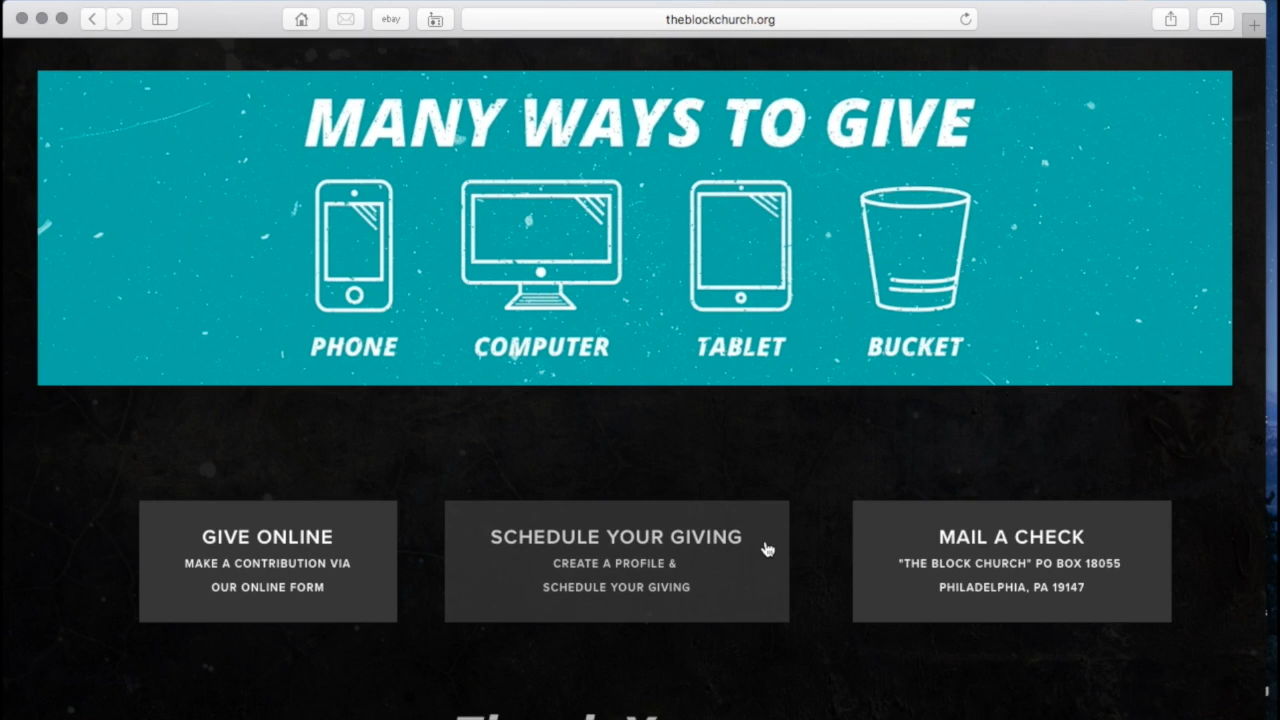 ebay
theblockchurch.org
MANY WAYS TO GIVE
PHONE
COMPUTER
TABLET
BUCKET
GIVE ONLINE
MAKE A CONTRIBUTION VIA
OUR ONLINE FORM
SCHEDULE YOUR GIVING
CREATE A PROFILE &
SCHEDULE YOUR GIVING
MAIL A CHECK
"THE BLOCK CHURCH" PO BOX 18055
PHILADELPHIA, PA 19147